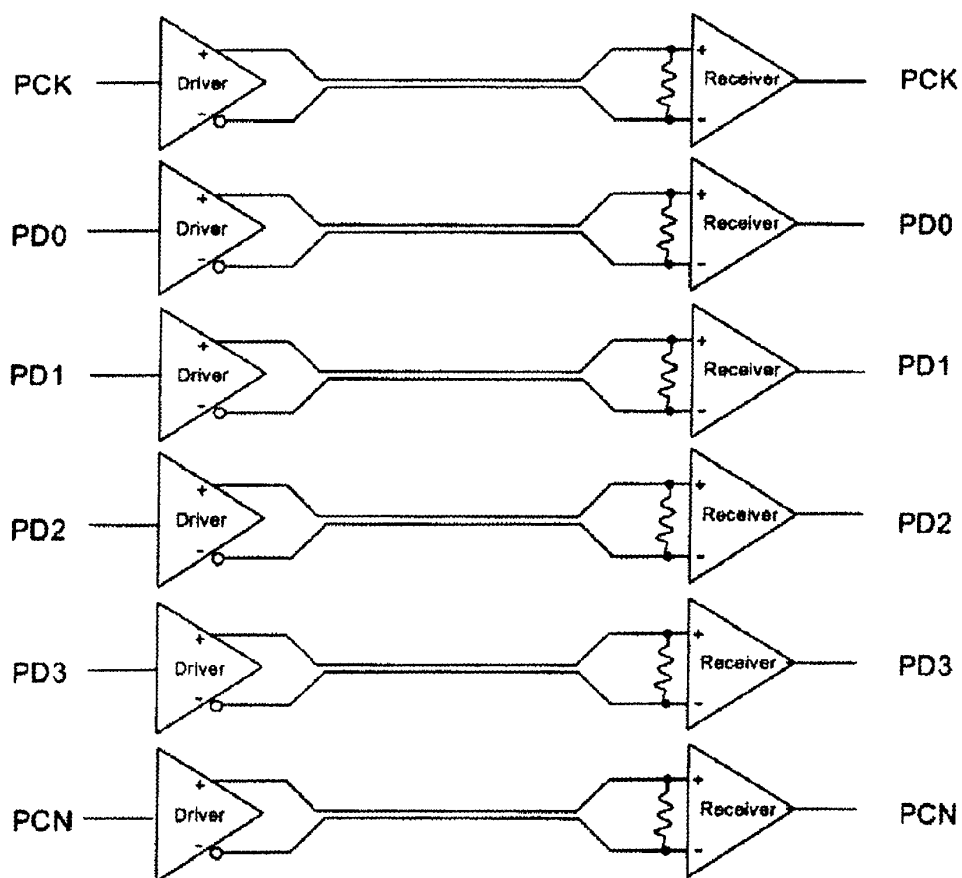 PCK + Driver - + Receiver - PCK
PD0 + Driver - + Receiver - PD0
PD1 + Driver - + Receiver - PD1
PD2 + Driver - + Receiver - PD2
PD3 + Driver - + Receiver - PD3
PCN + Driver - + Receiver - PCN